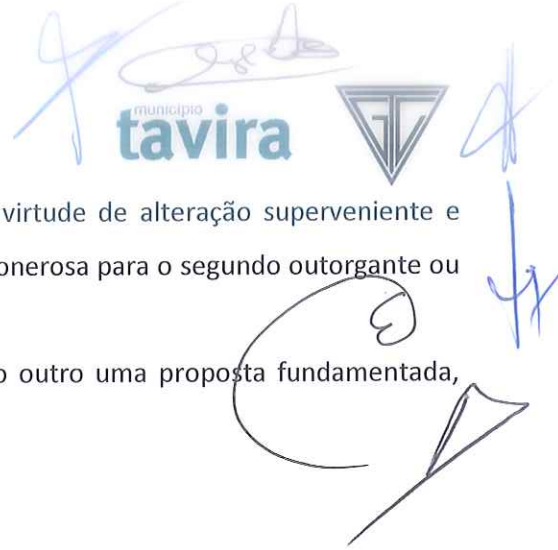 município
tavira
virtude de alteração superveniente e
onerosa para o segundo outorgante ou
o outro uma proposta fundamentada,